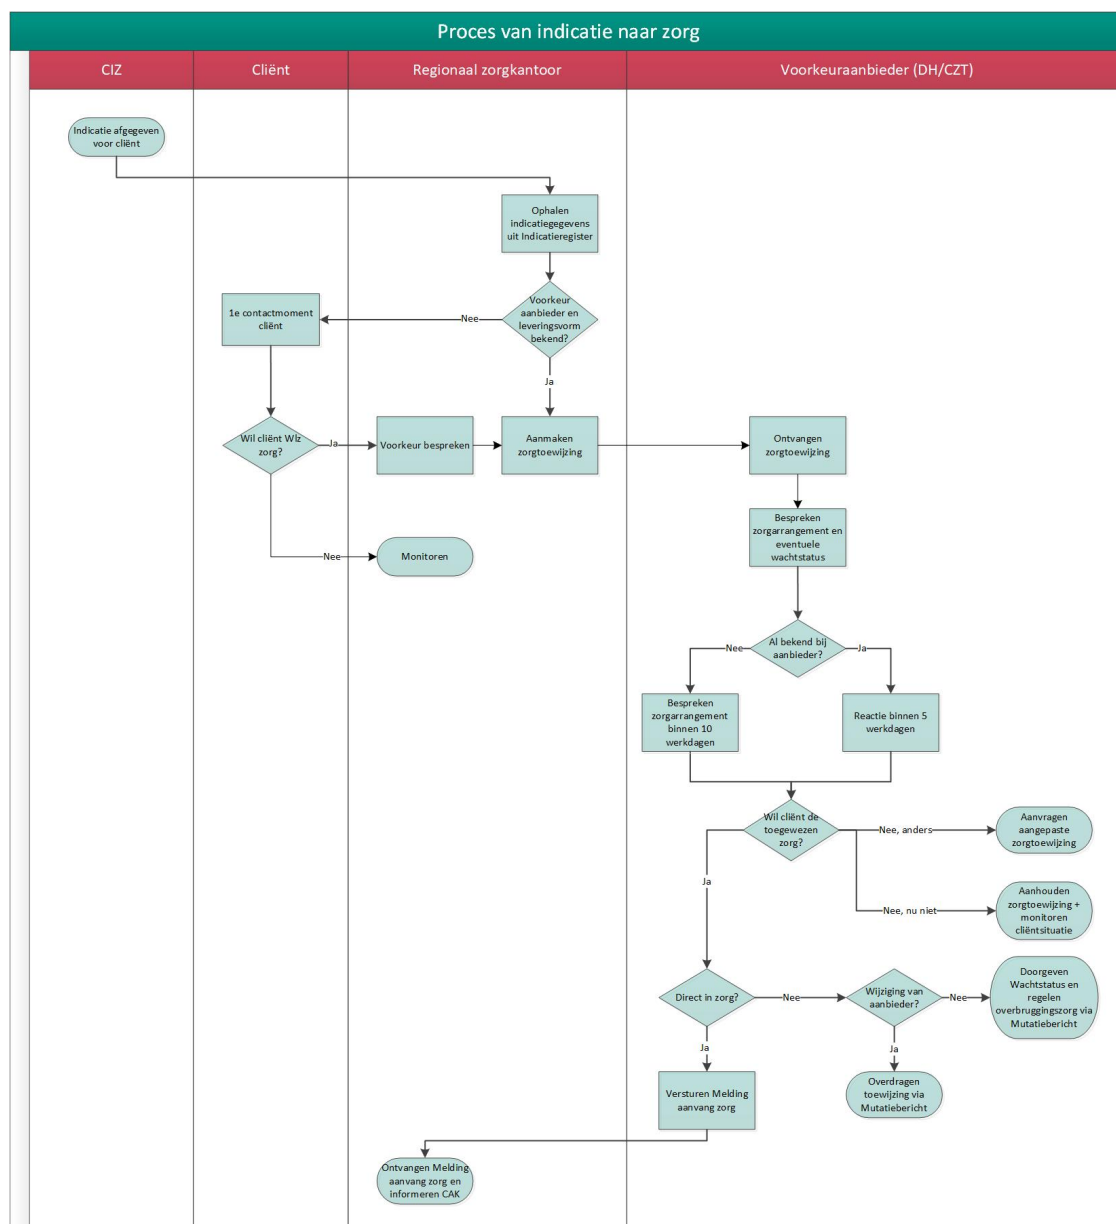 Proces van indicatie naar zorg
CIZ
Cliënt
Regionaal zorgkantoor
Voorkeuraanbieder (DH/CZT)
Indicatie afgegeven
voor cliënt
Ophalen
indicatiegegevens
uit Indicatieregister
Voorkeur
aanbieder en
leveringsvorm
bekend?
Nee
1e contactmoment
cliënt
Ja
Wil cliënt Wlz
zorg?
Ja
Voorkeur bespreken
Aanmaken
zorgtoewijzing
Ontvangen
zorgtoewijzing
Bespreken
zorgarrangement en
eventuele
wachtstatus
Nee
Monitoren
Al bekend bij
aanbieder?
Nee
Ja
Bespreken
zorgarrangement
binnen 10
werkdagen
Reactie binnen 5
werkdagen
Wil cliënt de
toegewezen
zorg?
Nee, anders
Aanvragen
aangepaste
zorgtoewijzing
Ja
Nee, nu niet
Aanhouden
zorgtoewijzing +
monitoren
cliëntsituatie
Direct in zorg?
Nee
Wijziging van
aanbieder?
Nee
Doorgeven
Wachtstatus en
regelen
overbruggingszorg via
Mutatiebericht
Ja
Ja
Versturen Melding
aanvang zorg
Overdragen
toewijzing via
Mutatiebericht
Ontvangen Melding
aanvang zorg en
informeren CAK